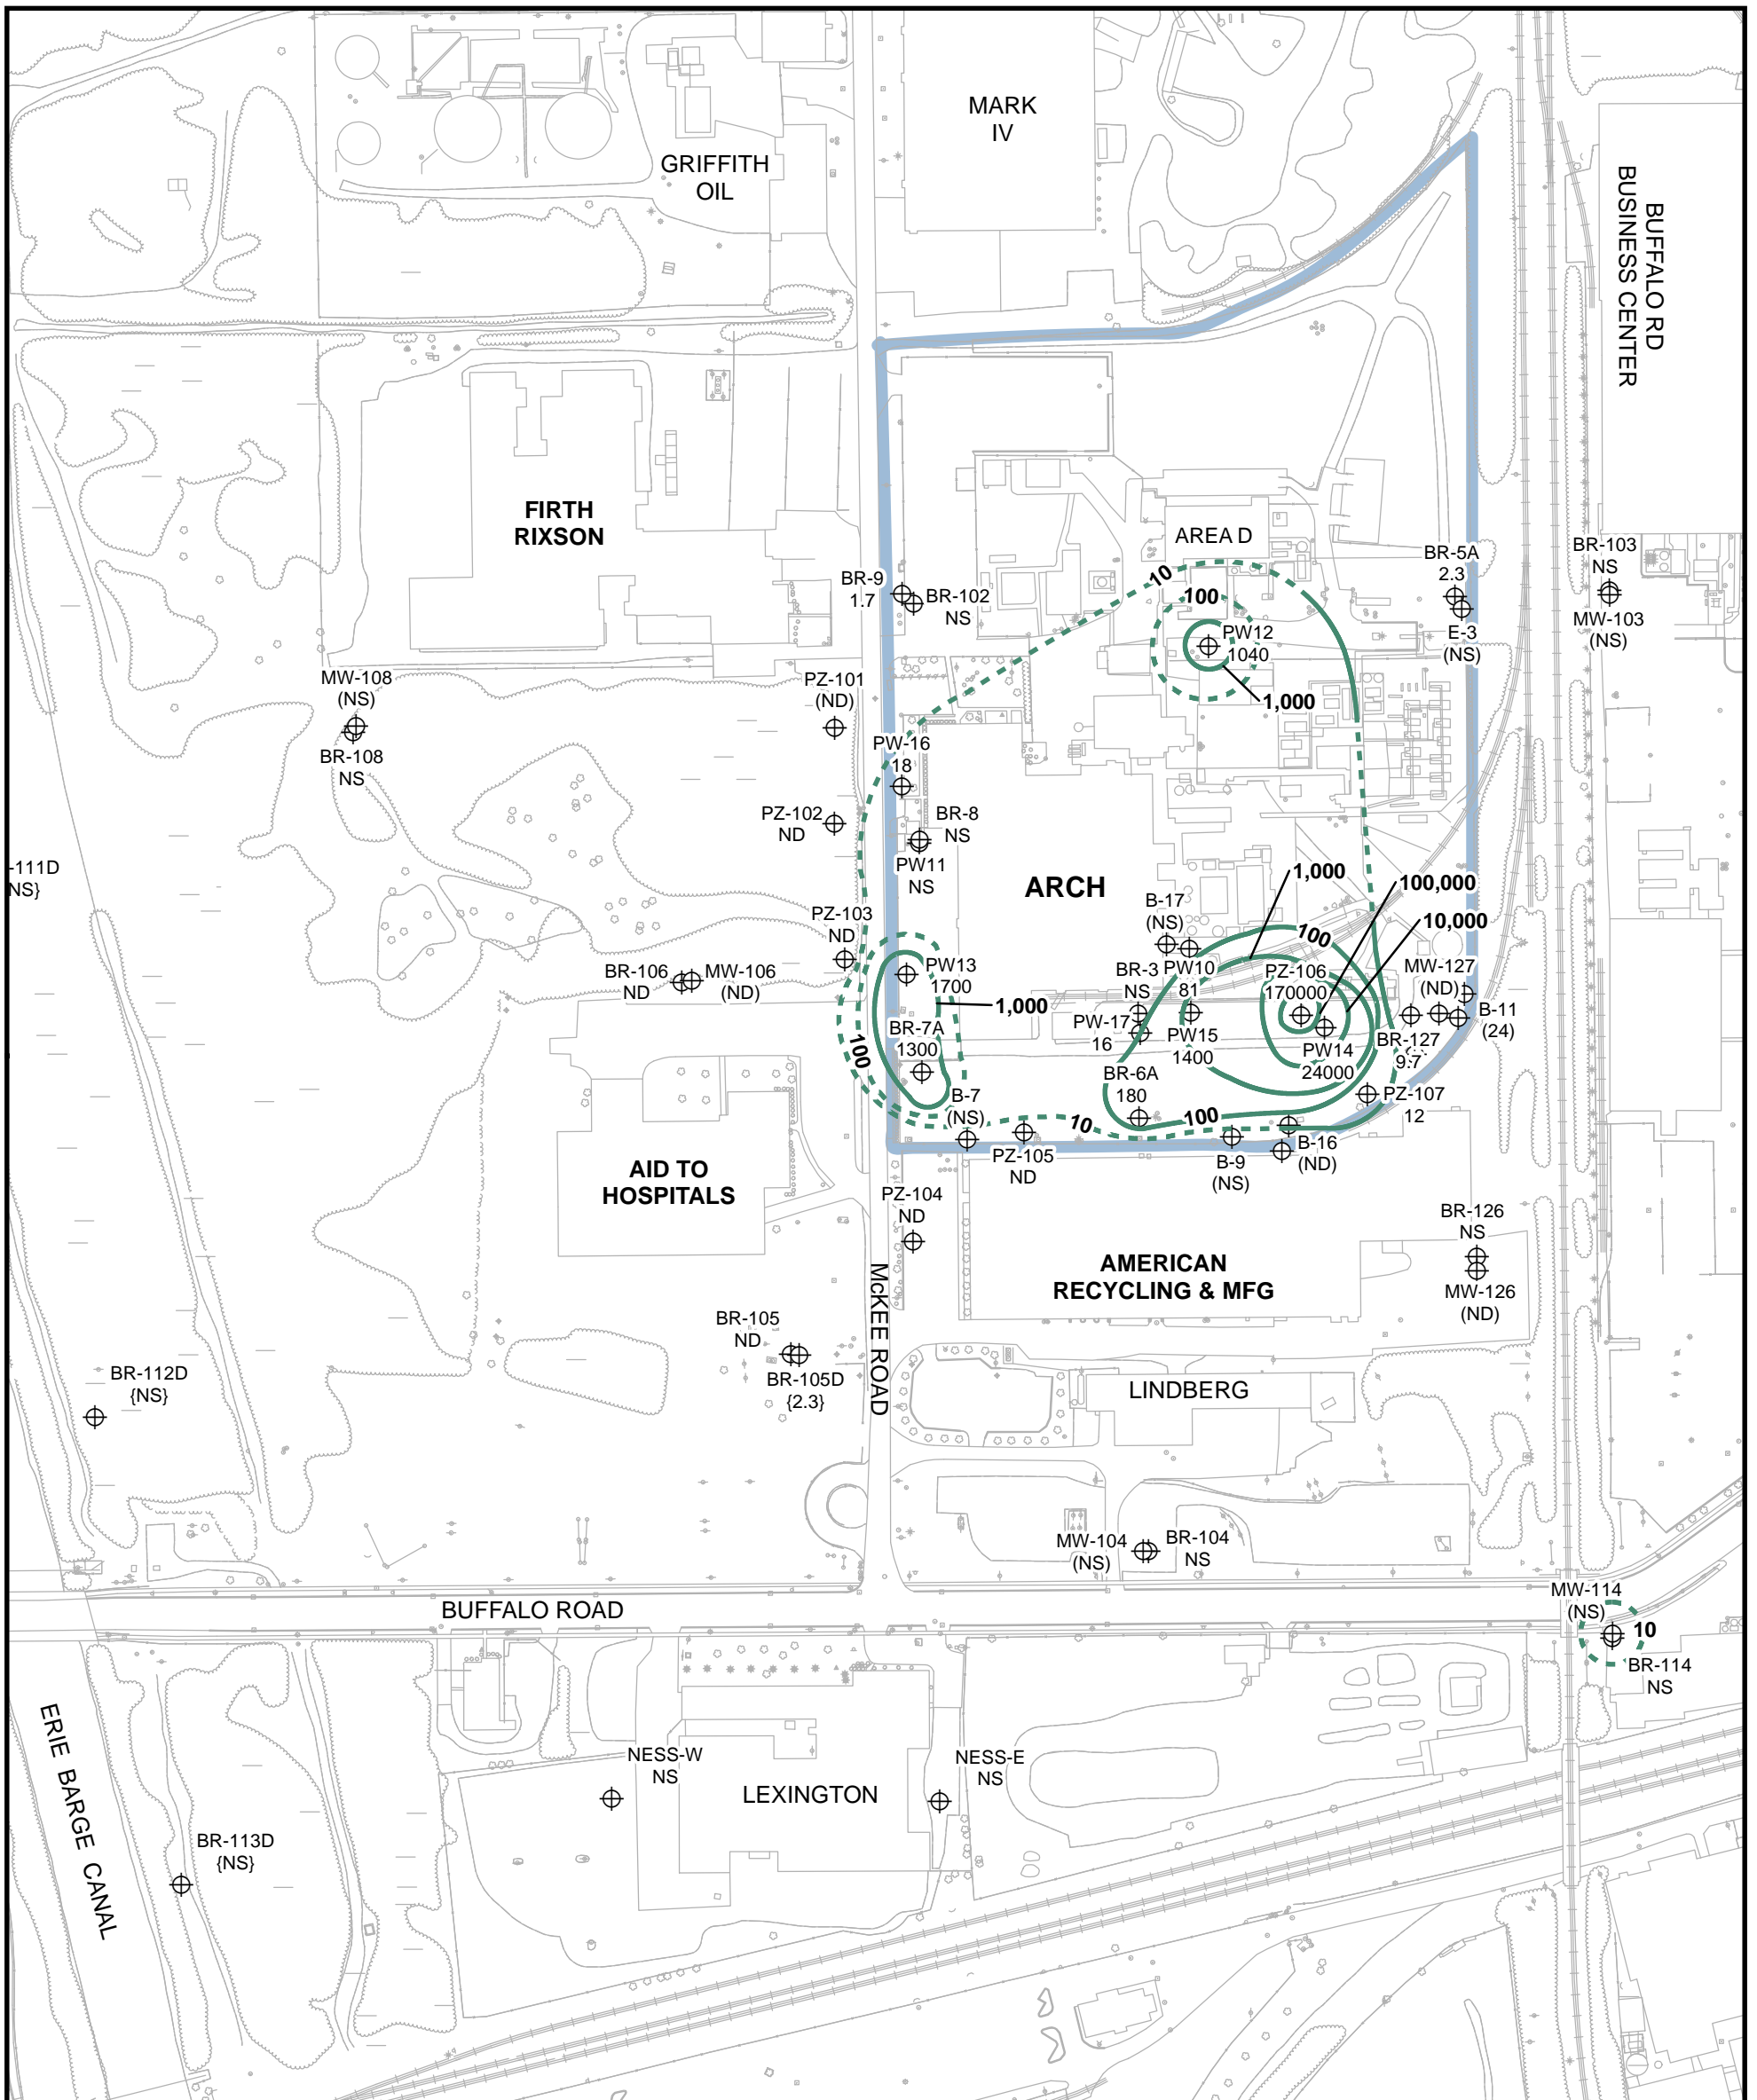 MARK
IV
GRIFFITH
OIL
BUFFALO RD
BUSINESS CENTER
FIRTH
RIXSON
AREA D
BR-5A
2.3
BR-103
NS
BR-9
1.7
BR-102
NS
10
100
PW12
1040
1,000
E-3
(NS)
MW-103
(NS)
MW-108
(NS)
BR-108
NS
PZ-101
(ND)
PW-16
18
PZ-102
ND
BR-8
NS
PW11
NS
-111D
NS}
ARCH
1,000
100,000
10,000
B-17
(NS)
100
PZ-103
ND
BR-106
ND
MW-106
(ND)
PW13
1700
1,000
BR-3
NS
PW10
81
PZ-106
170000
MW-127
(ND)
B-11
(24)
PW-17
16
PW15
1400
PW14
24000
BR-127
9.7
BR-7A
1300
100
BR-6A
180
PZ-107
12
B-7
(NS)
10
100
PZ-105
ND
B-9
(NS)
B-16
(ND)
AID TO
HOSPITALS
PZ-104
ND
AMERICAN
RECYCLING & MFG
BR-126
NS
MW-126
(ND)
McKEE ROAD
BR-105
ND
BR-105D
{2.3}
BR-112D
{NS}
LINDBERG
MW-104
(NS)
BR-104
NS
BUFFALO ROAD
MW-114
(NS)
10
BR-114
NS
ERIE BARGE CANAL
NESS-W
NS
LEXINGTON
NESS-E
NS
BR-113D
{NS}